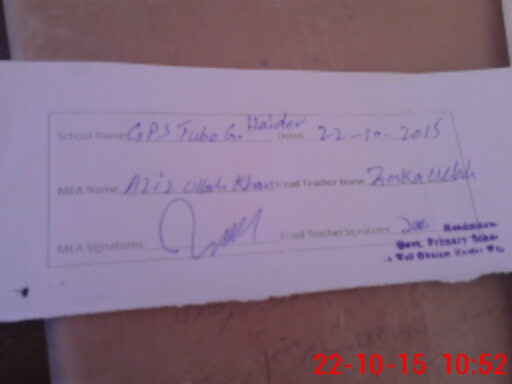 School Name GPS Tube G. Haider Dated 22-10-2015
MEA Name Aziz Ullah Khan Head Teacher Name Zaka Ullah
MEA Signatures Head Teacher Signatures
Govt. Primary School
22-10-15 10:52